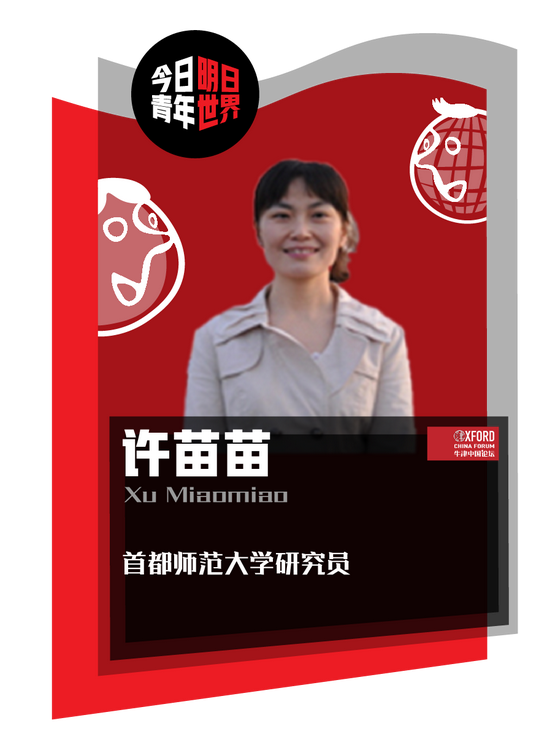 今日明日
青年世界
许苗苗
Xu Miaomiao
OXFORD
CHINA FORUM
牛津中国论坛
首都师范大学研究员